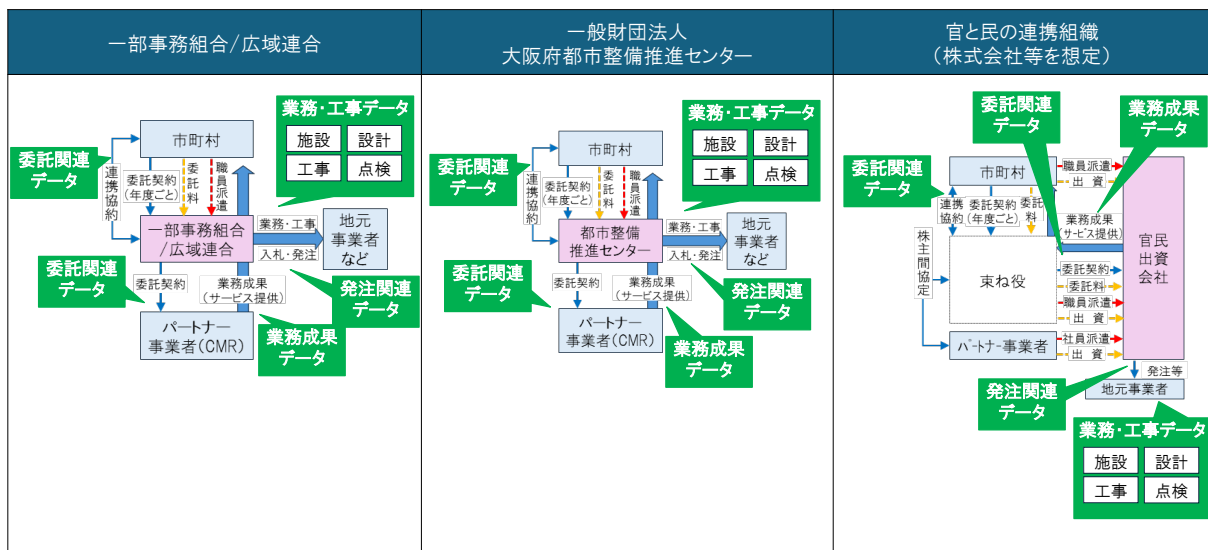 一部事務組合/広域連合
一般財団法人
大阪府都市整備推進センター
官と民の連携組織
(株式会社等を想定)
業務・工事データ
施設
設計
工事
点検
市町村
委託関連
データ
連携協約
委託契約
(年度ごと)
委託料
職員派遣
一部事務組合
/広域連合
業務・工事
入札・発注
地元
事業者
など
委託関連
データ
委託契約
業務成果
(サービス提供)
発注関連
データ
パートナー
事業者(CMR)
業務成果
データ
業務・工事データ
施設
設計
工事
点検
市町村
委託関連
データ
連携協約
委託契約
(年度ごと)
委託料
職員派遣
都市整備
推進センター
業務・工事
入札・発注
地元
事業者
など
委託関連
データ
委託契約
業務成果
(サービス提供)
発注関連
データ
パートナー
事業者(CMR)
業務成果
データ
委託関連
データ
業務成果
データ
委託関連
データ
市町村
職員派遣
出 資
連携
協約
委託契約
(年度ごと)
委託
料
業務成果
(サービス提供)
官民
出資
会社
株主間協定
束ね役
委託契約
委託料
職員派遣
出 資
パートナー事業者
社員派遣
出 資
発注等
発注関連
データ
地元事業者
業務・工事データ
施設
設計
工事
点検